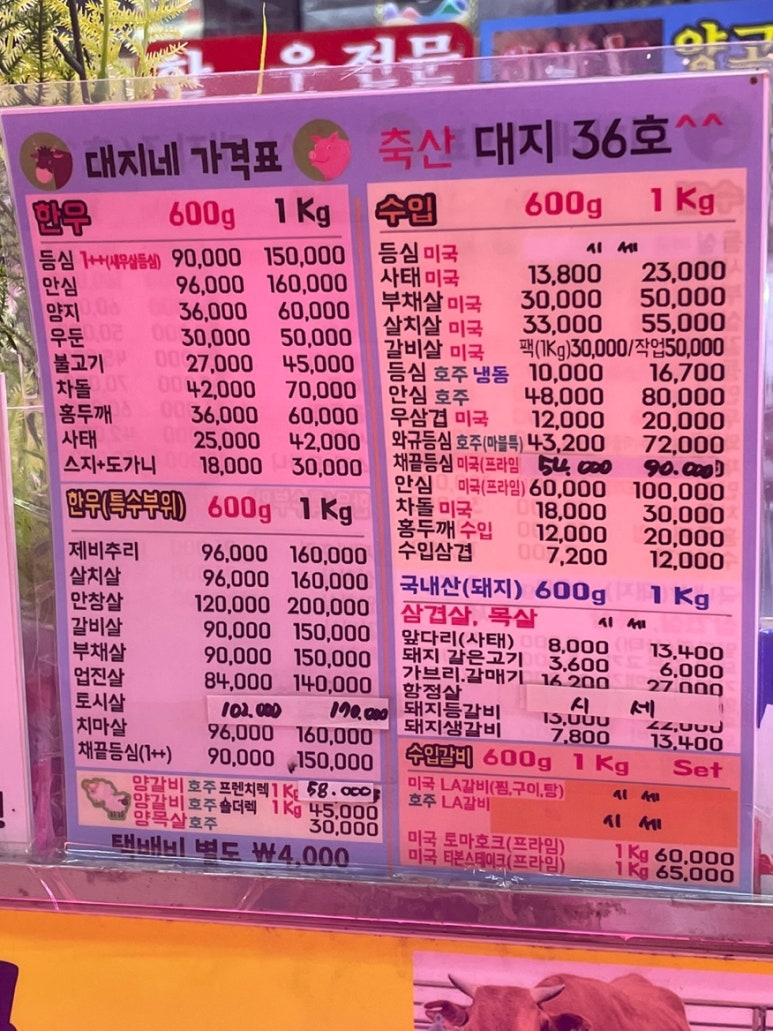 한우전문
대지네 가격표
축산 대지 36호^^
한우 600g 1Kg
등심 1++(새우살등심) 90,000 150,000
안심 96,000 160,000
양지 36,000 60,000
우둔 30,000 50,000
불고기 27,000 45,000
차돌 42,000 70,000
홍두깨 36,000 60,000
사태 25,000 42,000
스지+도가니 18,000 30,000
한우(특수부위) 600g 1Kg
제비추리 96,000 160,000
살치살 96,000 160,000
안창살 120,000 200,000
갈비살 90,000 150,000
부채살 90,000 150,000
업진살 84,000 140,000
토시살 102.000 170.000
치마살 96,000 160,000
채끝등심(1++) 90,000 150,000
양갈비 호주 프렌치렉 1Kg 58.000
양갈비 호주 숄더렉 1Kg 45,000
양목살 호주 30,000
택배비 별도 ₩4,000
수입 600g 1Kg
등심 미국 시세
사태 미국 13,800 23,000
부채살 미국 30,000 50,000
살치살 미국 33,000 55,000
갈비살 미국 팩(1Kg)30,000/작업50,000
등심 호주 냉동 10,000 16,700
안심 호주 48,000 80,000
우삼겹 미국 12,000 20,000
와규등심 호주(마블특) 43,200 72,000
채끝등심 미국(프라임 54.000 90.000
안심 미국(프라임) 60,000 100,000
차돌 미국 18,000 30,000
홍두깨 수입 12,000 20,000
수입삼겹 7,200 12,000
국내산(돼지) 600g 1Kg
삼겹살, 목살 시세
앞다리(사태) 8,000 13,400
돼지 갈은고기 3,600 6,000
가브리.갈매기 16,200 27,000
항정살 시세
돼지등갈비 13,000 22,000
돼지생갈비 7,800 13,400
수입갈비 600g 1Kg Set
미국 LA갈비(찜,구이,탕) 시세
호주 LA갈비 시세
미국 토마호크(프라임) 1Kg 60,000
미국 티본스테이크(프라임) 1Kg 65,000